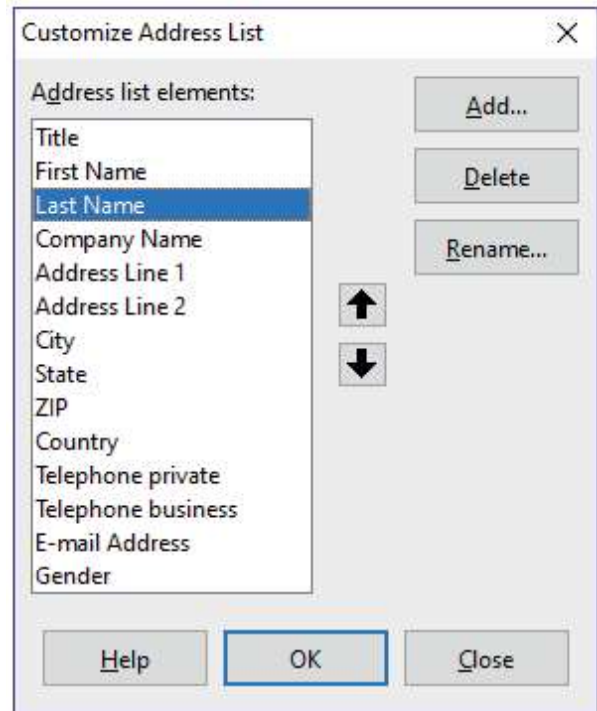 Customize Address List
Address list elements:
Title
First Name
Last Name
Company Name
Address Line 1
Address Line 2
City
State
ZIP
Country
Telephone private
Telephone business
E-mail Address
Gender
Add...
Delete
Rename...
Help
OK
Close